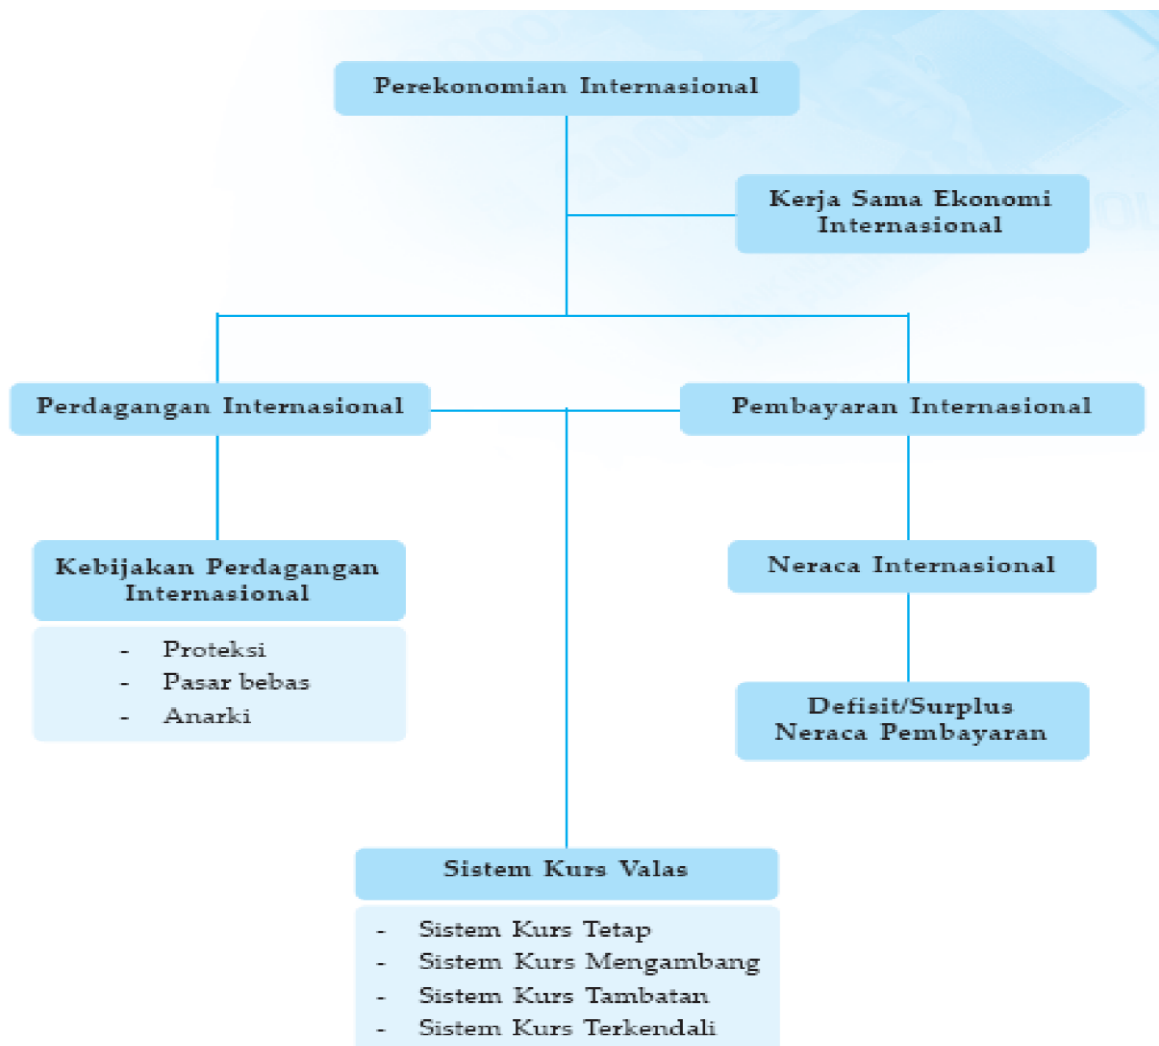 Perekonomian Internasional
Kerja Sama Ekonomi
Internasional
Perdagangan Internasional
Pembayaran Internasional
Kebijakan Perdagangan
Internasional
- Proteksi
- Pasar bebas
- Anarki
Neraca Internasional
Defisit/Surplus
Neraca Pembayaran
Sistem Kurs Valas
- Sistem Kurs Tetap
- Sistem Kurs Mengambang
- Sistem Kurs Tambatan
- Sistem Kurs Terkendali